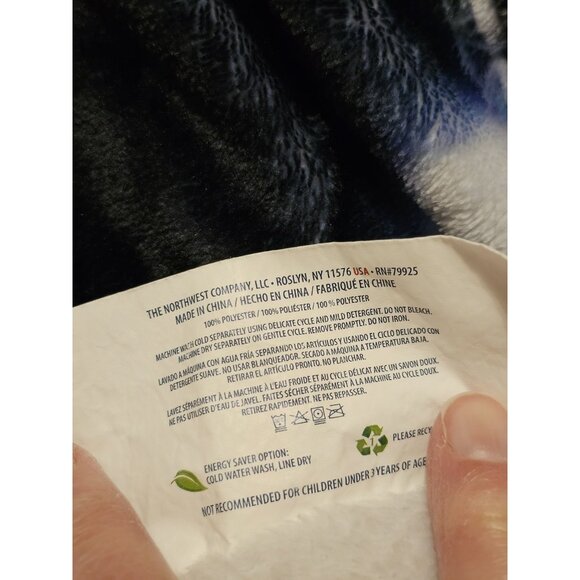 THE NORTHWEST COMPANY, LLC • ROSLYN, NY 11576 USA • RN#79925
MADE IN CHINA / HECHO EN CHINA / FABRIQUÉ EN CHINE
100% POLYESTER / 100% POLIÉSTER / 100 % POLYESTER
MACHINE WASH COLD SEPARATELY USING DELICATE CYCLE AND MILD DETERGENT. DO NOT BLEACH.
MACHINE DRY SEPARATELY ON GENTLE CYCLE. REMOVE PROMPTLY. DO NOT IRON.
LAVADO A MÁQUINA CON AGUA FRÍA SEPARANDO LOS ARTÍCULOS Y USANDO EL CICLO DELICADO CON
DETERGENTE SUAVE. NO USAR BLANQUEADOR. SECADO A MÁQUINA A TEMPERATURA BAJA.
RETIRAR EL ARTÍCULO PRONTO. NO PLANCHAR.
LAVEZ SÉPARÉMENT À LA MACHINE À L'EAU FROIDE ET AU CYCLE DÉLICAT AVEC UN SAVON DOUX.
NE PAS UTILISER D'EAU DE JAVEL. FAITES SÉCHER SÉPARÉMENT À LA MACHINE AU CYCLE DOUX.
RETIREZ RAPIDEMENT. NE PAS REPASSER.
ENERGY SAVER OPTION:
COLD WATER WASH, LINE DRY
1
PLEASE RECY
NOT RECOMMENDED FOR CHILDREN UNDER 3 YEARS OF AGE